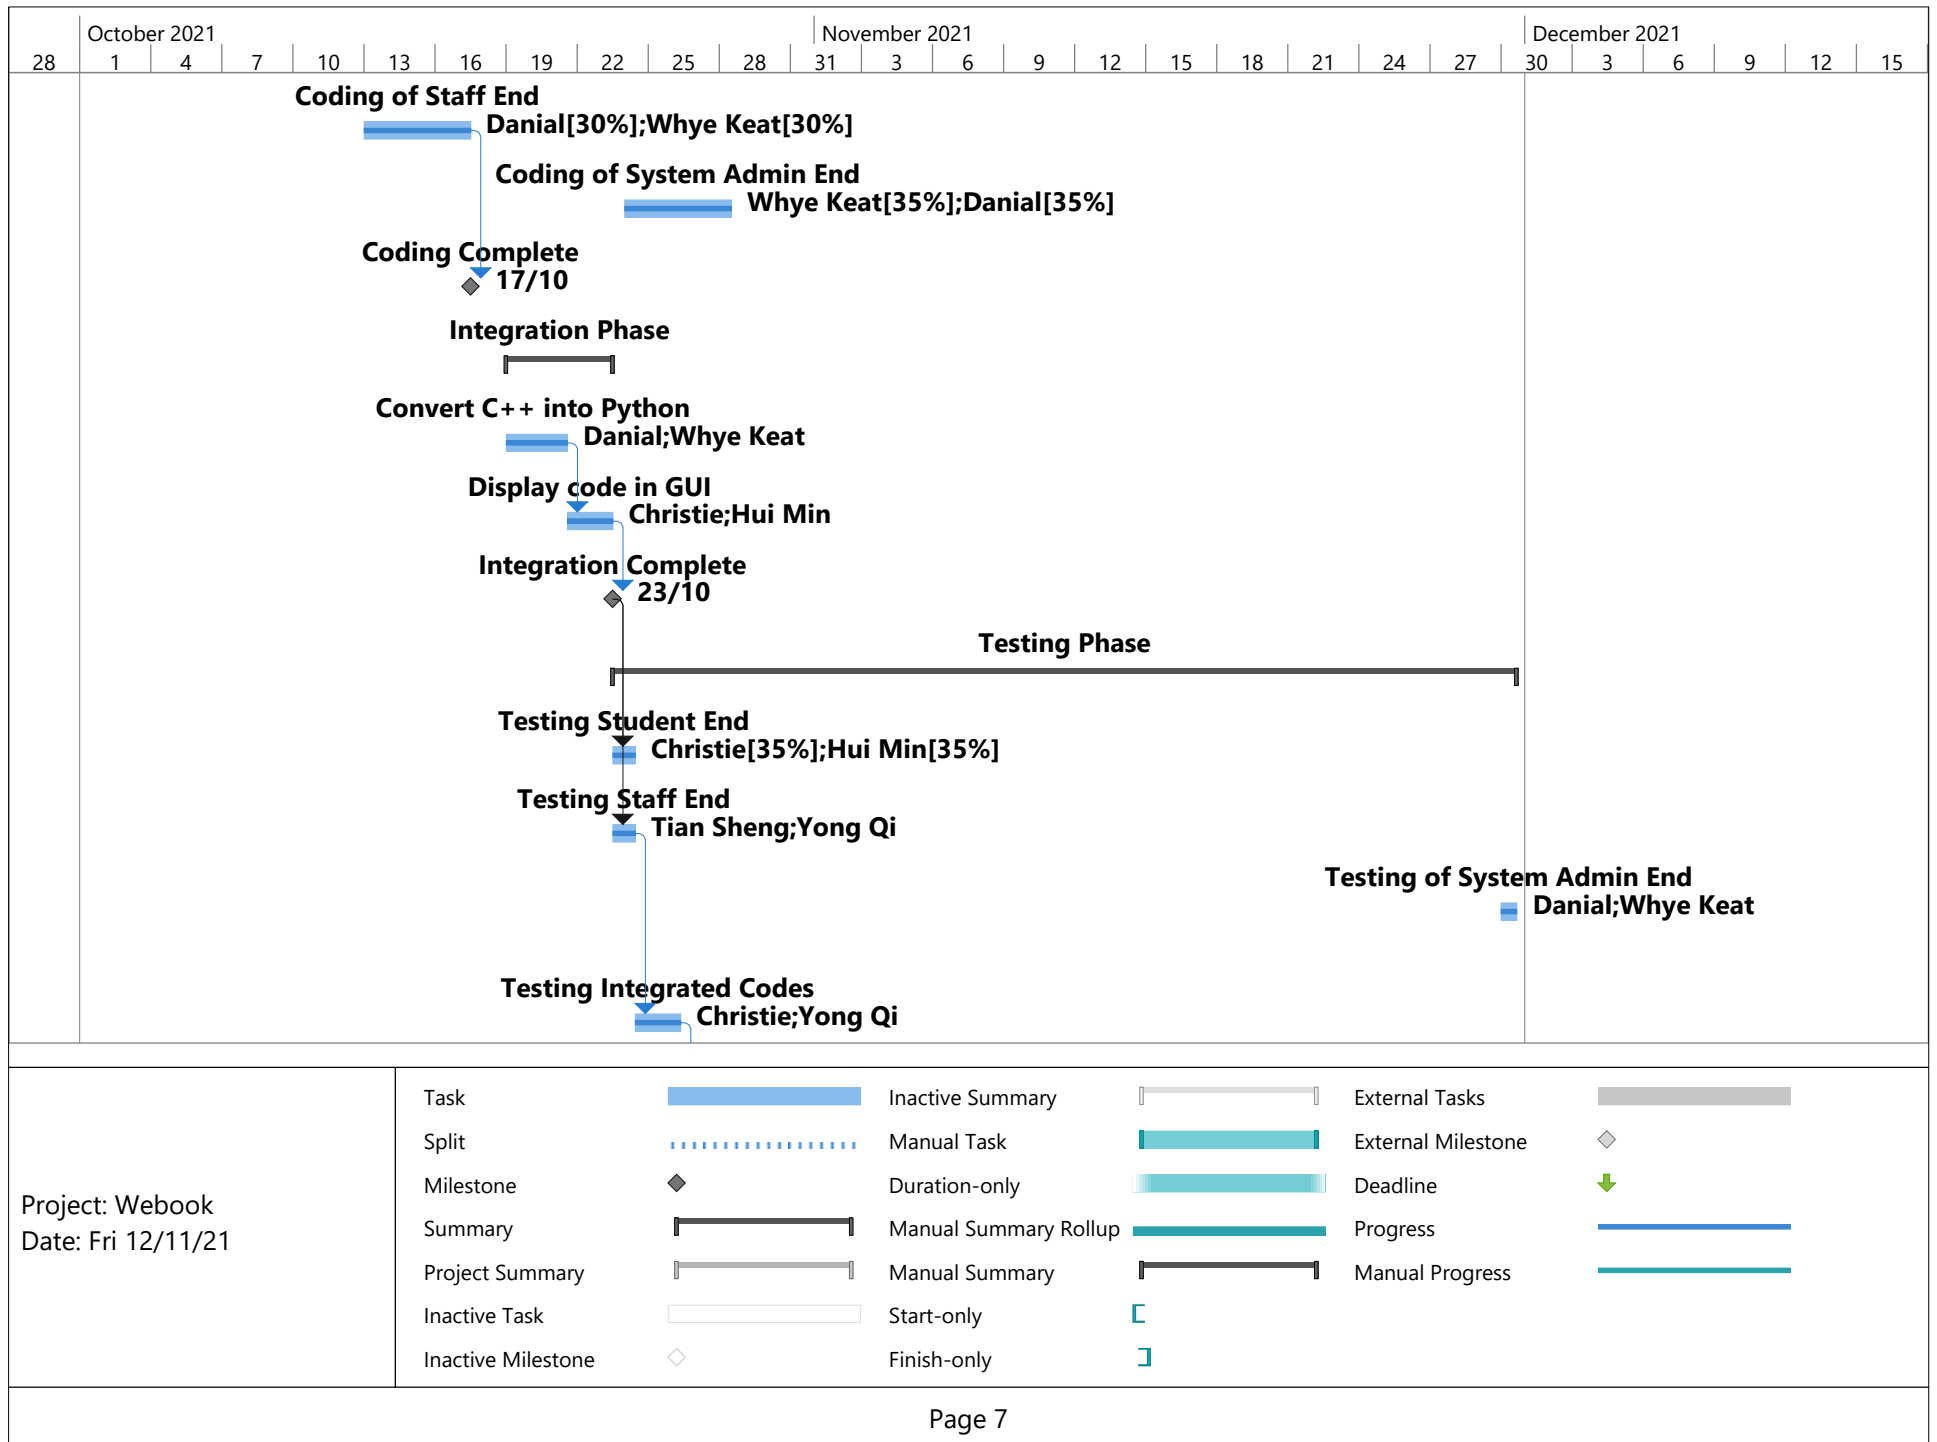 October 2021 November 2021 December 2021
28 1 4 7 10 13 16 19 22 25 28 31 3 6 9 12 15 18 21 24 27 30 3 6 9 12 15
Coding of Staff End
Danial[30%];Whye Keat[30%]
Coding of System Admin End
Whye Keat[35%];Danial[35%]
Coding Complete
17/10
Integration Phase
Convert C++ into Python
Danial;Whye Keat
Display code in GUI
Christie;Hui Min
Integration Complete
23/10
Testing Phase
Testing Student End
Christie[35%];Hui Min[35%]
Testing Staff End
Tian Sheng;Yong Qi
Testing of System Admin End
Danial;Whye Keat
Testing Integrated Codes
Christie;Yong Qi
Project: Webook
Date: Fri 12/11/21
Task
Split
Milestone
Summary
Project Summary
Inactive Task
Inactive Milestone
Inactive Summary
Manual Task
Duration-only
Manual Summary Rollup
Manual Summary
Start-only
Finish-only
External Tasks
External Milestone
Deadline
Progress
Manual Progress
Page 7